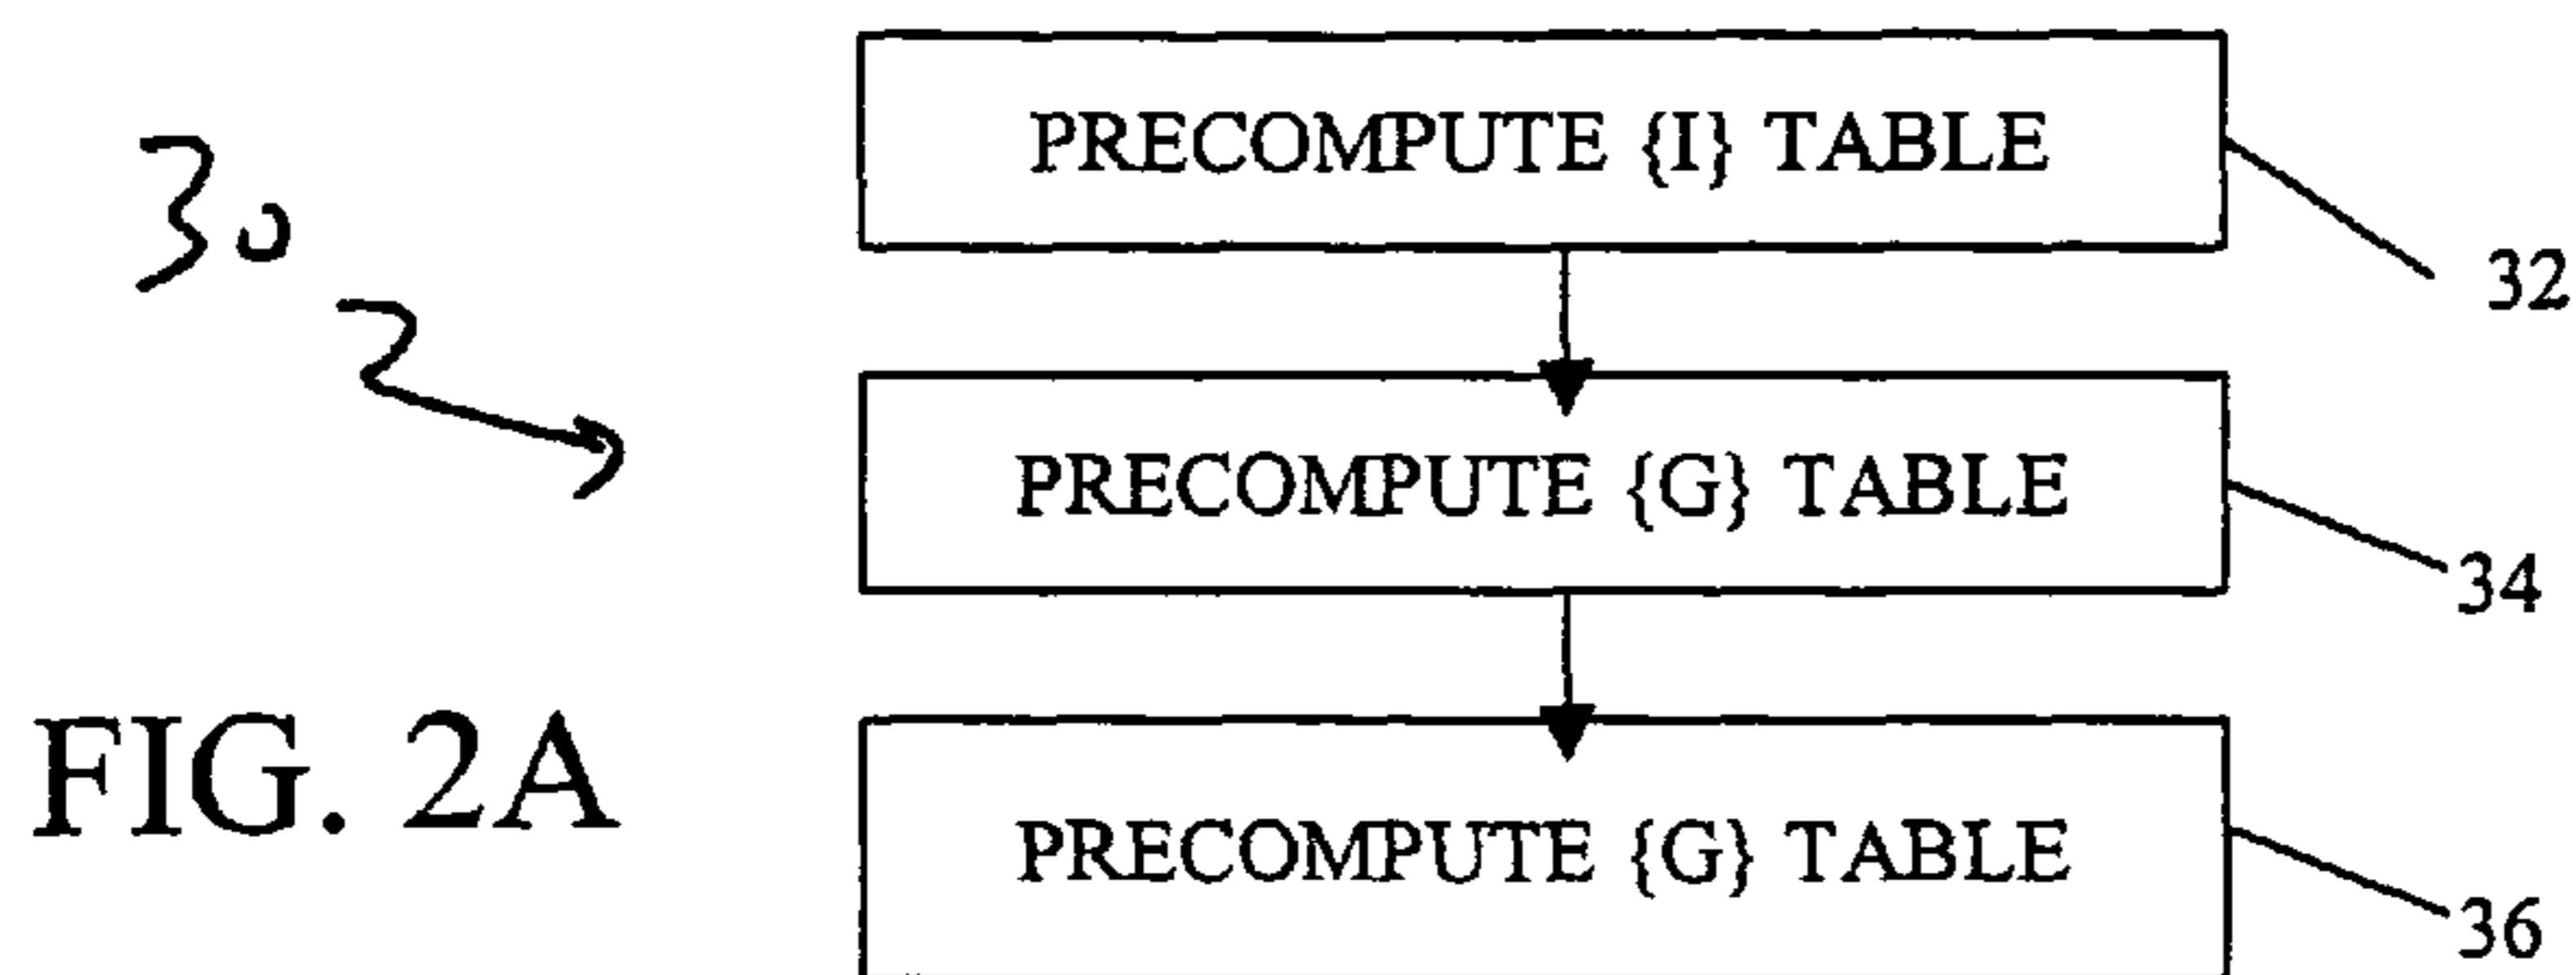 PRECOMPUTE {I} TABLE
30
32
PRECOMPUTE {G} TABLE
34
FIG. 2A
PRECOMPUTE {G} TABLE
36